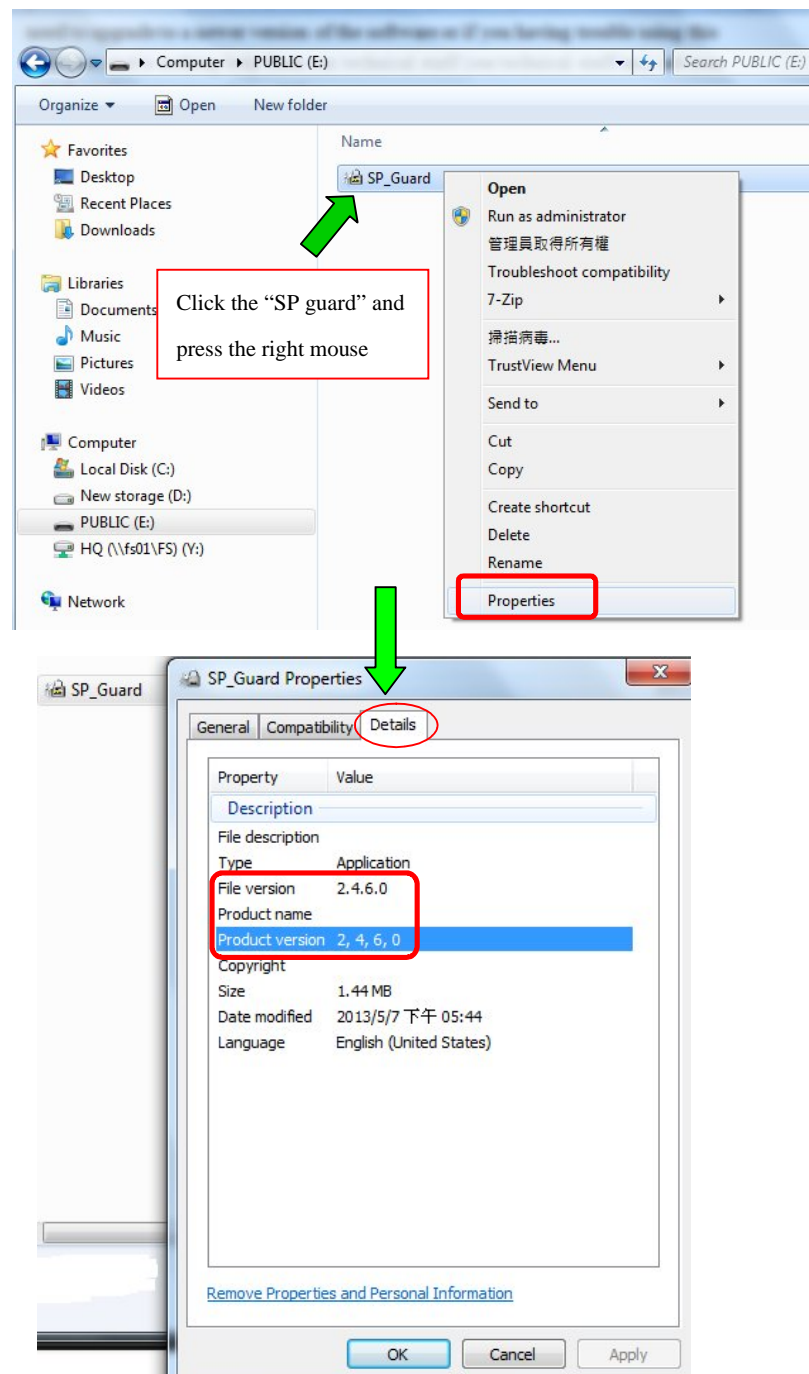 Computer ▸ PUBLIC (E:)
Search PUBLIC (E:)
Organize
Open
New folder
Favorites
Desktop
Recent Places
Downloads
Libraries
Documents
Music
Pictures
Videos
Computer
Local Disk (C:)
New storage (D:)
PUBLIC (E:)
HQ (\\fs01\FS) (Y:)
Network
Name
SP_Guard
Click the “SP guard” and
press the right mouse
Open
Run as administrator
管理員取得所有權
Troubleshoot compatibility
7-Zip
掃描病毒...
TrustView Menu
Send to
Cut
Copy
Create shortcut
Delete
Rename
Properties
SP_Guard
SP_Guard Properties
General Compatibility Details
Property Value
Description
File description
Type Application
File version 2.4.6.0
Product name
Product version 2, 4, 6, 0
Copyright
Size 1.44 MB
Date modified 2013/5/7 下午 05:44
Language English (United States)
Remove Properties and Personal Information
OK Cancel Apply